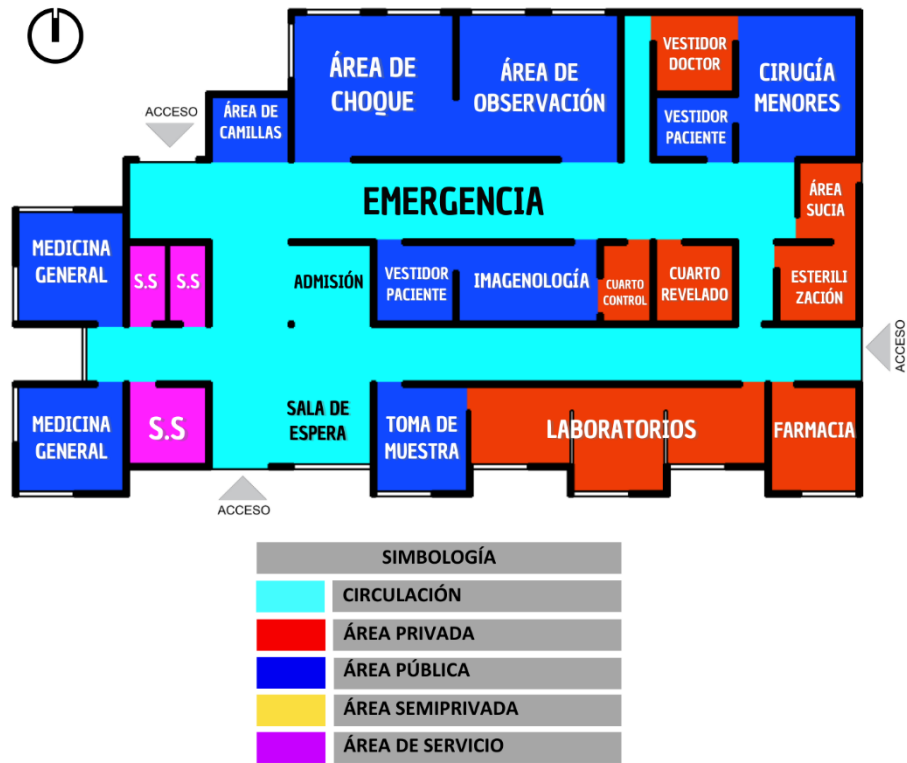 ÁREA DE
CHOQUE
ÁREA DE
OBSERVACIÓN
VESTIDOR
DOCTOR
CIRUGÍA
MENORES
ACCESO
ÁREA DE
CAMILLAS
VESTIDOR
PACIENTE
EMERGENCIA
ÁREA
SUCIA
MEDICINA
GENERAL
S.S
S.S
ADMISIÓN
VESTIDOR
PACIENTE
IMAGENOLOGÍA
CUARTO
CONTROL
CUARTO
REVELADO
ESTERILI
ZACIÓN
ACCESO
MEDICINA
GENERAL
S.S
SALA DE
ESPERA
TOMA DE
MUESTRA
LABORATORIOS
FARMACIA
ACCESO
SIMBOLOGÍA
CIRCULACIÓN
ÁREA PRIVADA
ÁREA PÚBLICA
ÁREA SEMIPRIVADA
ÁREA DE SERVICIO